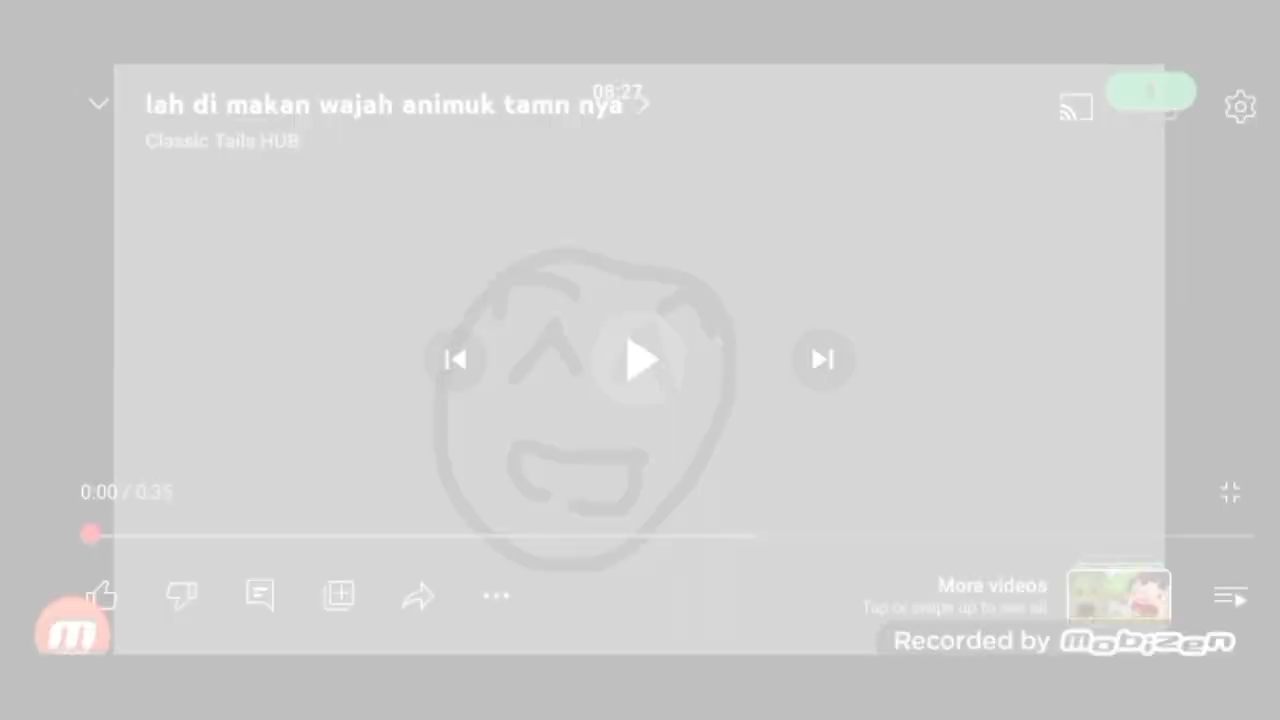 08:27
lah di makan wajah animuk tamn nya
Classic Tails HUB
0:00 / 0:35
More videos
Tap or swipe up to see all
Recorded by mobizen